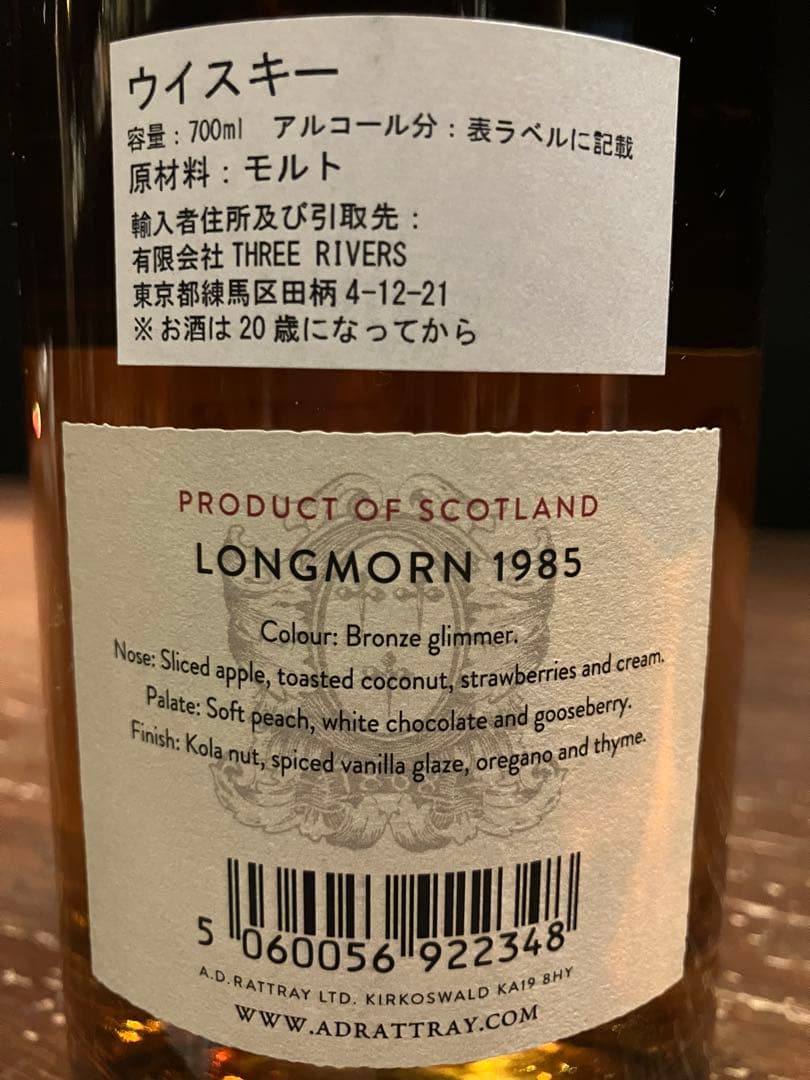 ウイスキー
容量：700ml　アルコール分：表ラベルに記載
原材料：モルト
輸入者住所及び引取先：
有限会社 THREE RIVERS
東京都練馬区田柄 4-12-21
※お酒は 20 歳になってから
PRODUCT OF SCOTLAND
LONGMORN 1985
Colour: Bronze glimmer.
Nose: Sliced apple, toasted coconut, strawberries and cream.
Palate: Soft peach, white chocolate and gooseberry.
Finish: Kola nut, spiced vanilla glaze, oregano and thyme.
1868
5 060056 922348
A.D.RATTRAY LTD. KIRKOSWALD KA19 8HY
WWW.ADRATTRAY.COM